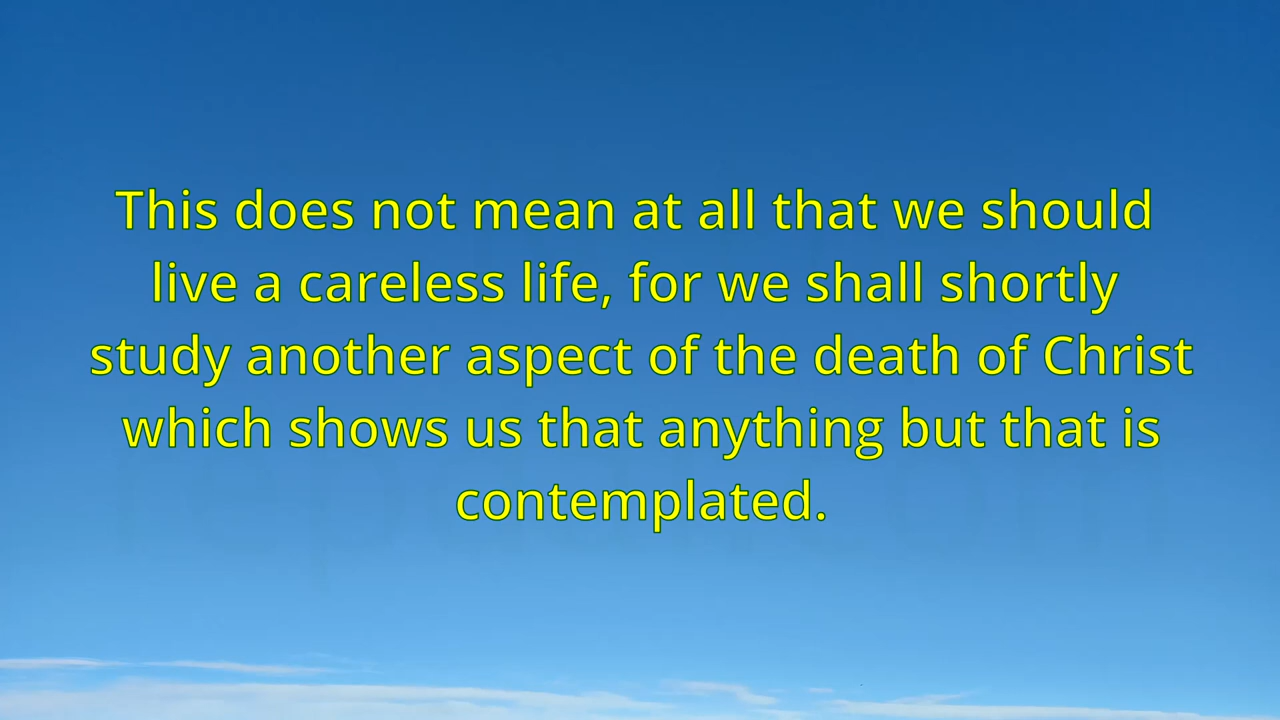 This does not mean at all that we should
live a careless life, for we shall shortly
study another aspect of the death of Christ
which shows us that anything but that is
contemplated.